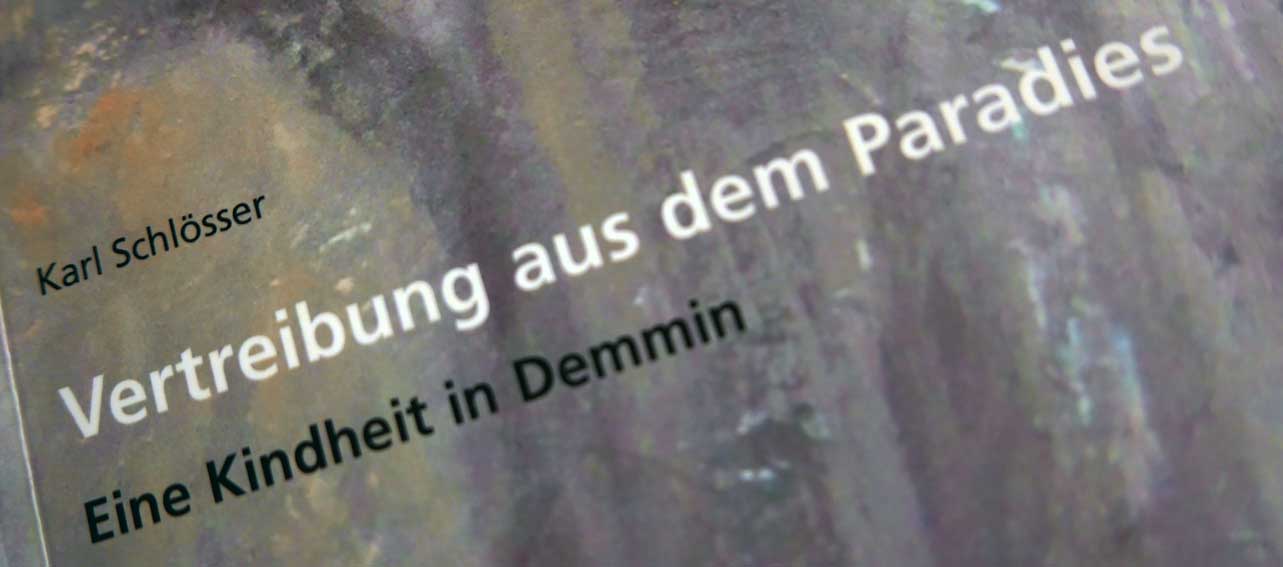 Karl Schlösser
Vertreibung aus dem Paradies
Eine Kindheit in Demmin